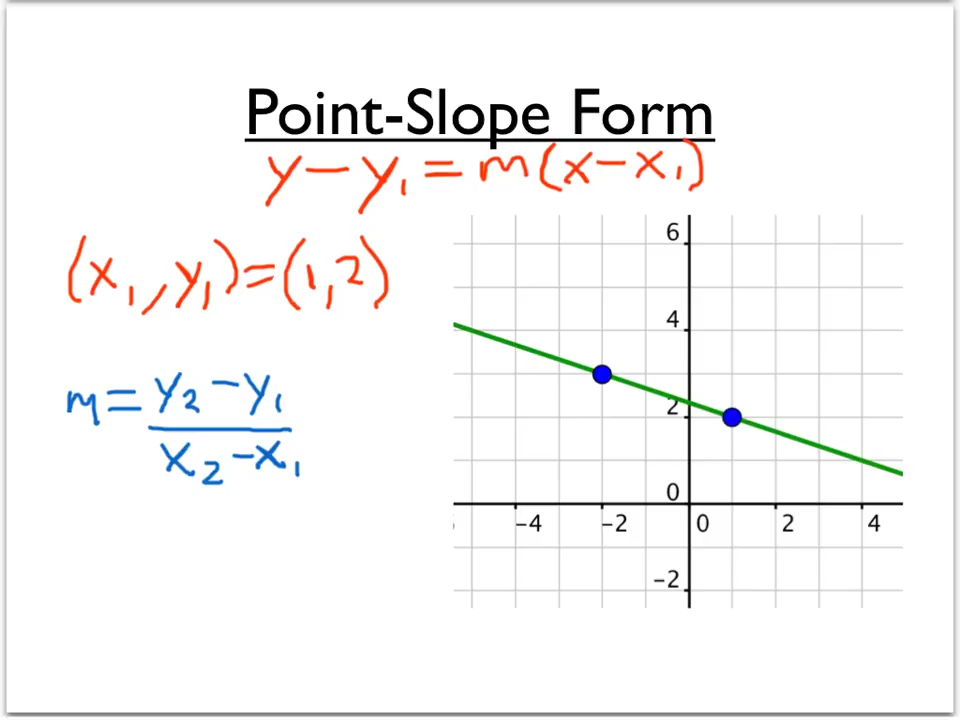 Point-Slope Form
y - y₁ = m(x - x₁)
(x₁, y₁) = (1, 2)
m = y₂ - y₁
x₂ - x₁
6
4
2
0
-4 -2 0 2 4
-2